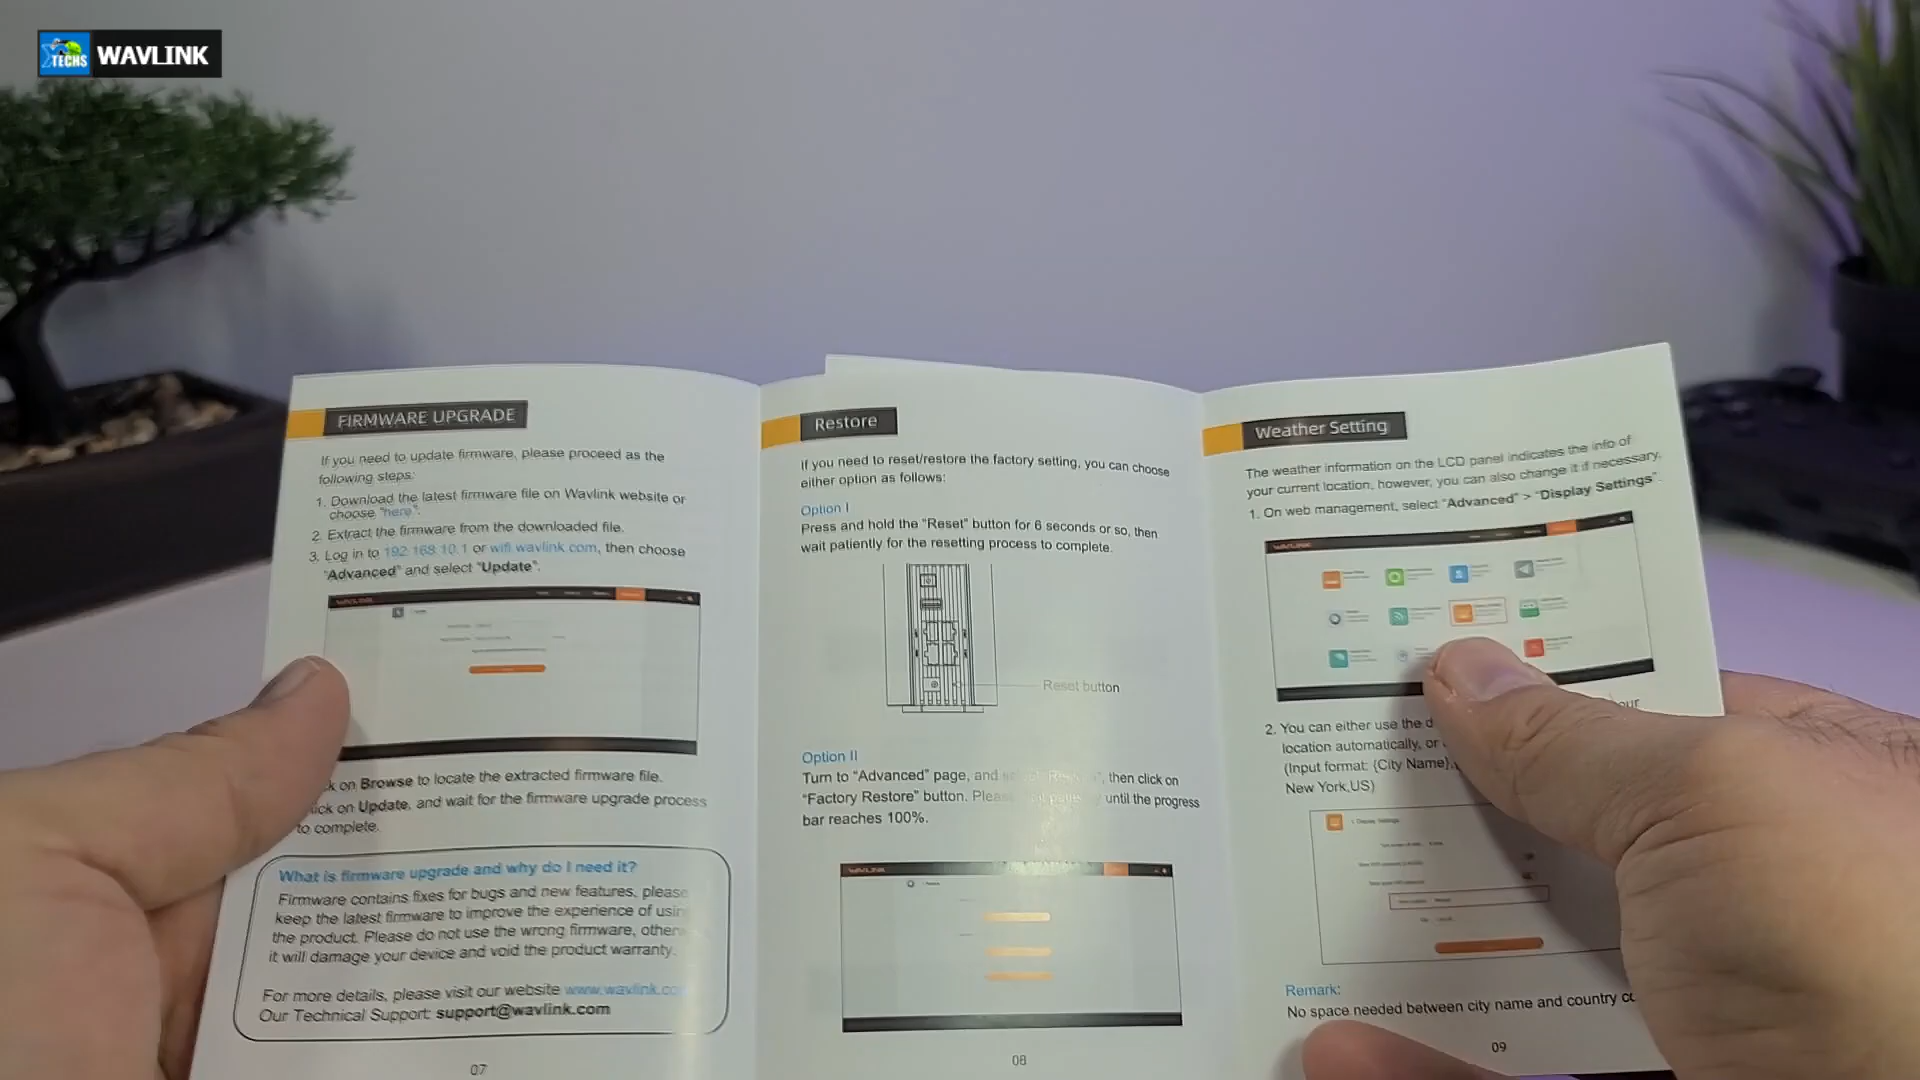 TECHS WAVLINK
FIRMWARE UPGRADE
If you need to update firmware, please proceed as the
following steps:
1. Download the latest firmware file on Wavlink website or
choose "here".
2. Extract the firmware from the downloaded file.
3. Log in to 192.168.10.1 or wifi.wavlink.com, then choose
"Advanced" and select "Update".
WAVLINK
k on Browse to locate the extracted firmware file.
ick on Update, and wait for the firmware upgrade process
to complete.
What is firmware upgrade and why do I need it?
Firmware contains fixes for bugs and new features, please
keep the latest firmware to improve the experience of usin
the product. Please do not use the wrong firmware, other
it will damage your device and void the product warranty.
For more details, please visit our website www.wavlink.co
Our Technical Support: support@wavlink.com
07
Restore
If you need to reset/restore the factory setting, you can choose
either option as follows:
Option I
Press and hold the "Reset" button for 6 seconds or so, then
wait patiently for the resetting process to complete.
Reset button
Option II
Turn to "Advanced" page, and then click on
"Factory Restore" button. until the progress
bar reaches 100%.
WAVLINK
08
Weather Setting
The weather information on the LCD panel indicates the info of
your current location, however, you can also change it if necessary.
1. On web management, select "Advanced" > "Display Settings".
WAVLINK
2. You can either use the d our
location automatically, or
(Input format: {City Name},
New York,US)
Display Settings
Remark:
No space needed between city name and country co
09